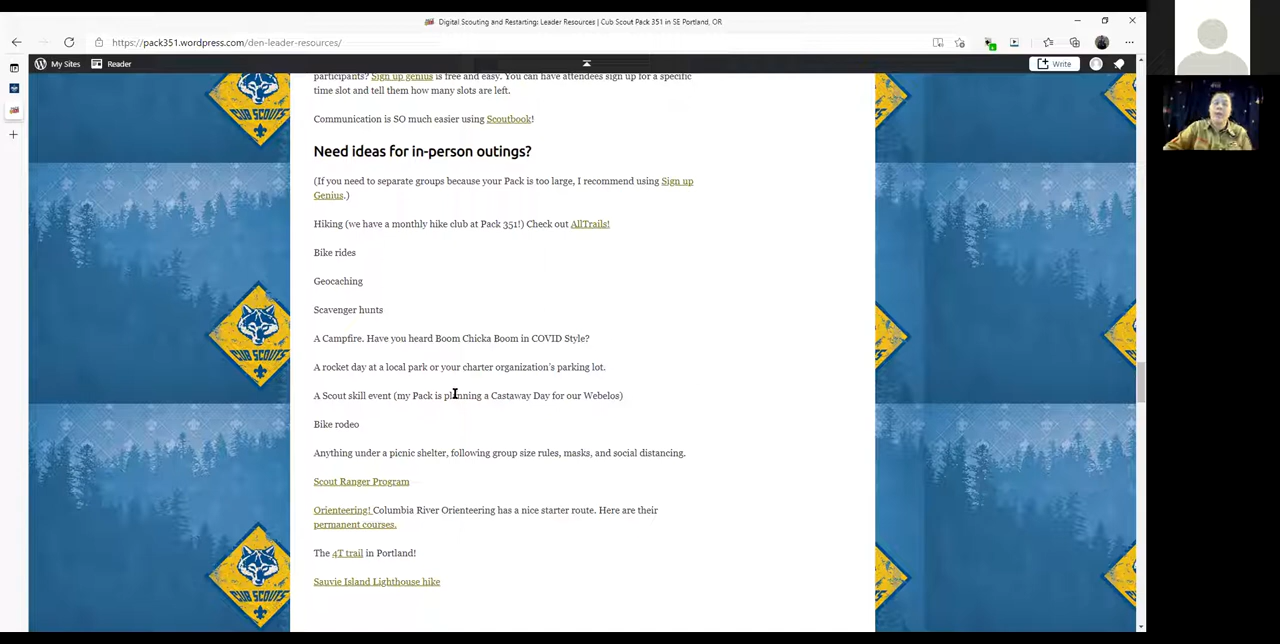 Digital Scouting and Restarting: Leader Resources | Cub Scout Pack 351 in SE Portland, OR
https://pack351.wordpress.com/den-leader-resources/
My Sites
Reader
Write
participants? Sign up genius is free and easy. You can have attendees sign up for a specific
time slot and tell them how many slots are left.
Communication is SO much easier using Scoutbook!
Need ideas for in-person outings?
(If you need to separate groups because your Pack is too large, I recommend using Sign up
Genius.)
Hiking (we have a monthly hike club at Pack 351!) Check out AllTrails!
Bike rides
Geocaching
Scavenger hunts
A Campfire. Have you heard Boom Chicka Boom in COVID Style?
A rocket day at a local park or your charter organization's parking lot.
A Scout skill event (my Pack is planning a Castaway Day for our Webelos)
Bike rodeo
Anything under a picnic shelter, following group size rules, masks, and social distancing.
Scout Ranger Program
Orienteering! Columbia River Orienteering has a nice starter route. Here are their
permanent courses.
The 4T trail in Portland!
Sauvie Island Lighthouse hike
CUB SCOUTS
CUB SCOUTS
CUB SCOUTS